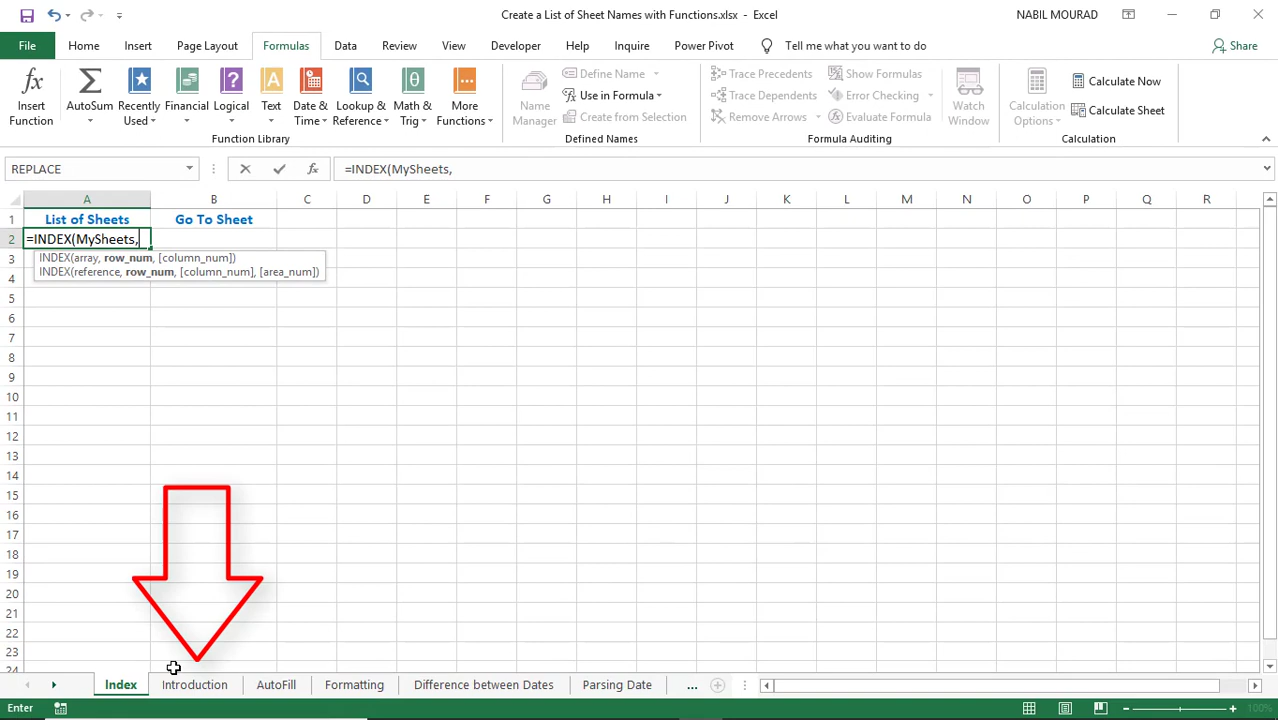 Create a List of Sheet Names with Functions.xlsx - Excel
NABIL MOURAD
File Home Insert Page Layout Formulas Data Review View Developer Help Inquire Power Pivot Tell me what you want to do Share
Insert Function
AutoSum
Recently Used
Financial
Logical
Text
Date & Time
Lookup & Reference
Math & Trig
More Functions
Function Library
Name Manager
Define Name
Use in Formula
Create from Selection
Defined Names
Trace Precedents
Trace Dependents
Remove Arrows
Show Formulas
Error Checking
Evaluate Formula
Formula Auditing
Watch Window
Calculation Options
Calculate Now
Calculate Sheet
Calculation
REPLACE
fx
=INDEX(MySheets,
A B C D E F G H I J K L M N O P Q R
1 List of Sheets Go To Sheet
2 =INDEX(MySheets,
3 INDEX(array, row_num, [column_num])
INDEX(reference, row_num, [column_num], [area_num])
4
5
6
7
8
9
10
11
12
13
14
15
16
17
18
19
20
21
22
23
24
Index Introduction AutoFill Formatting Difference between Dates Parsing Date ...
Enter
100%